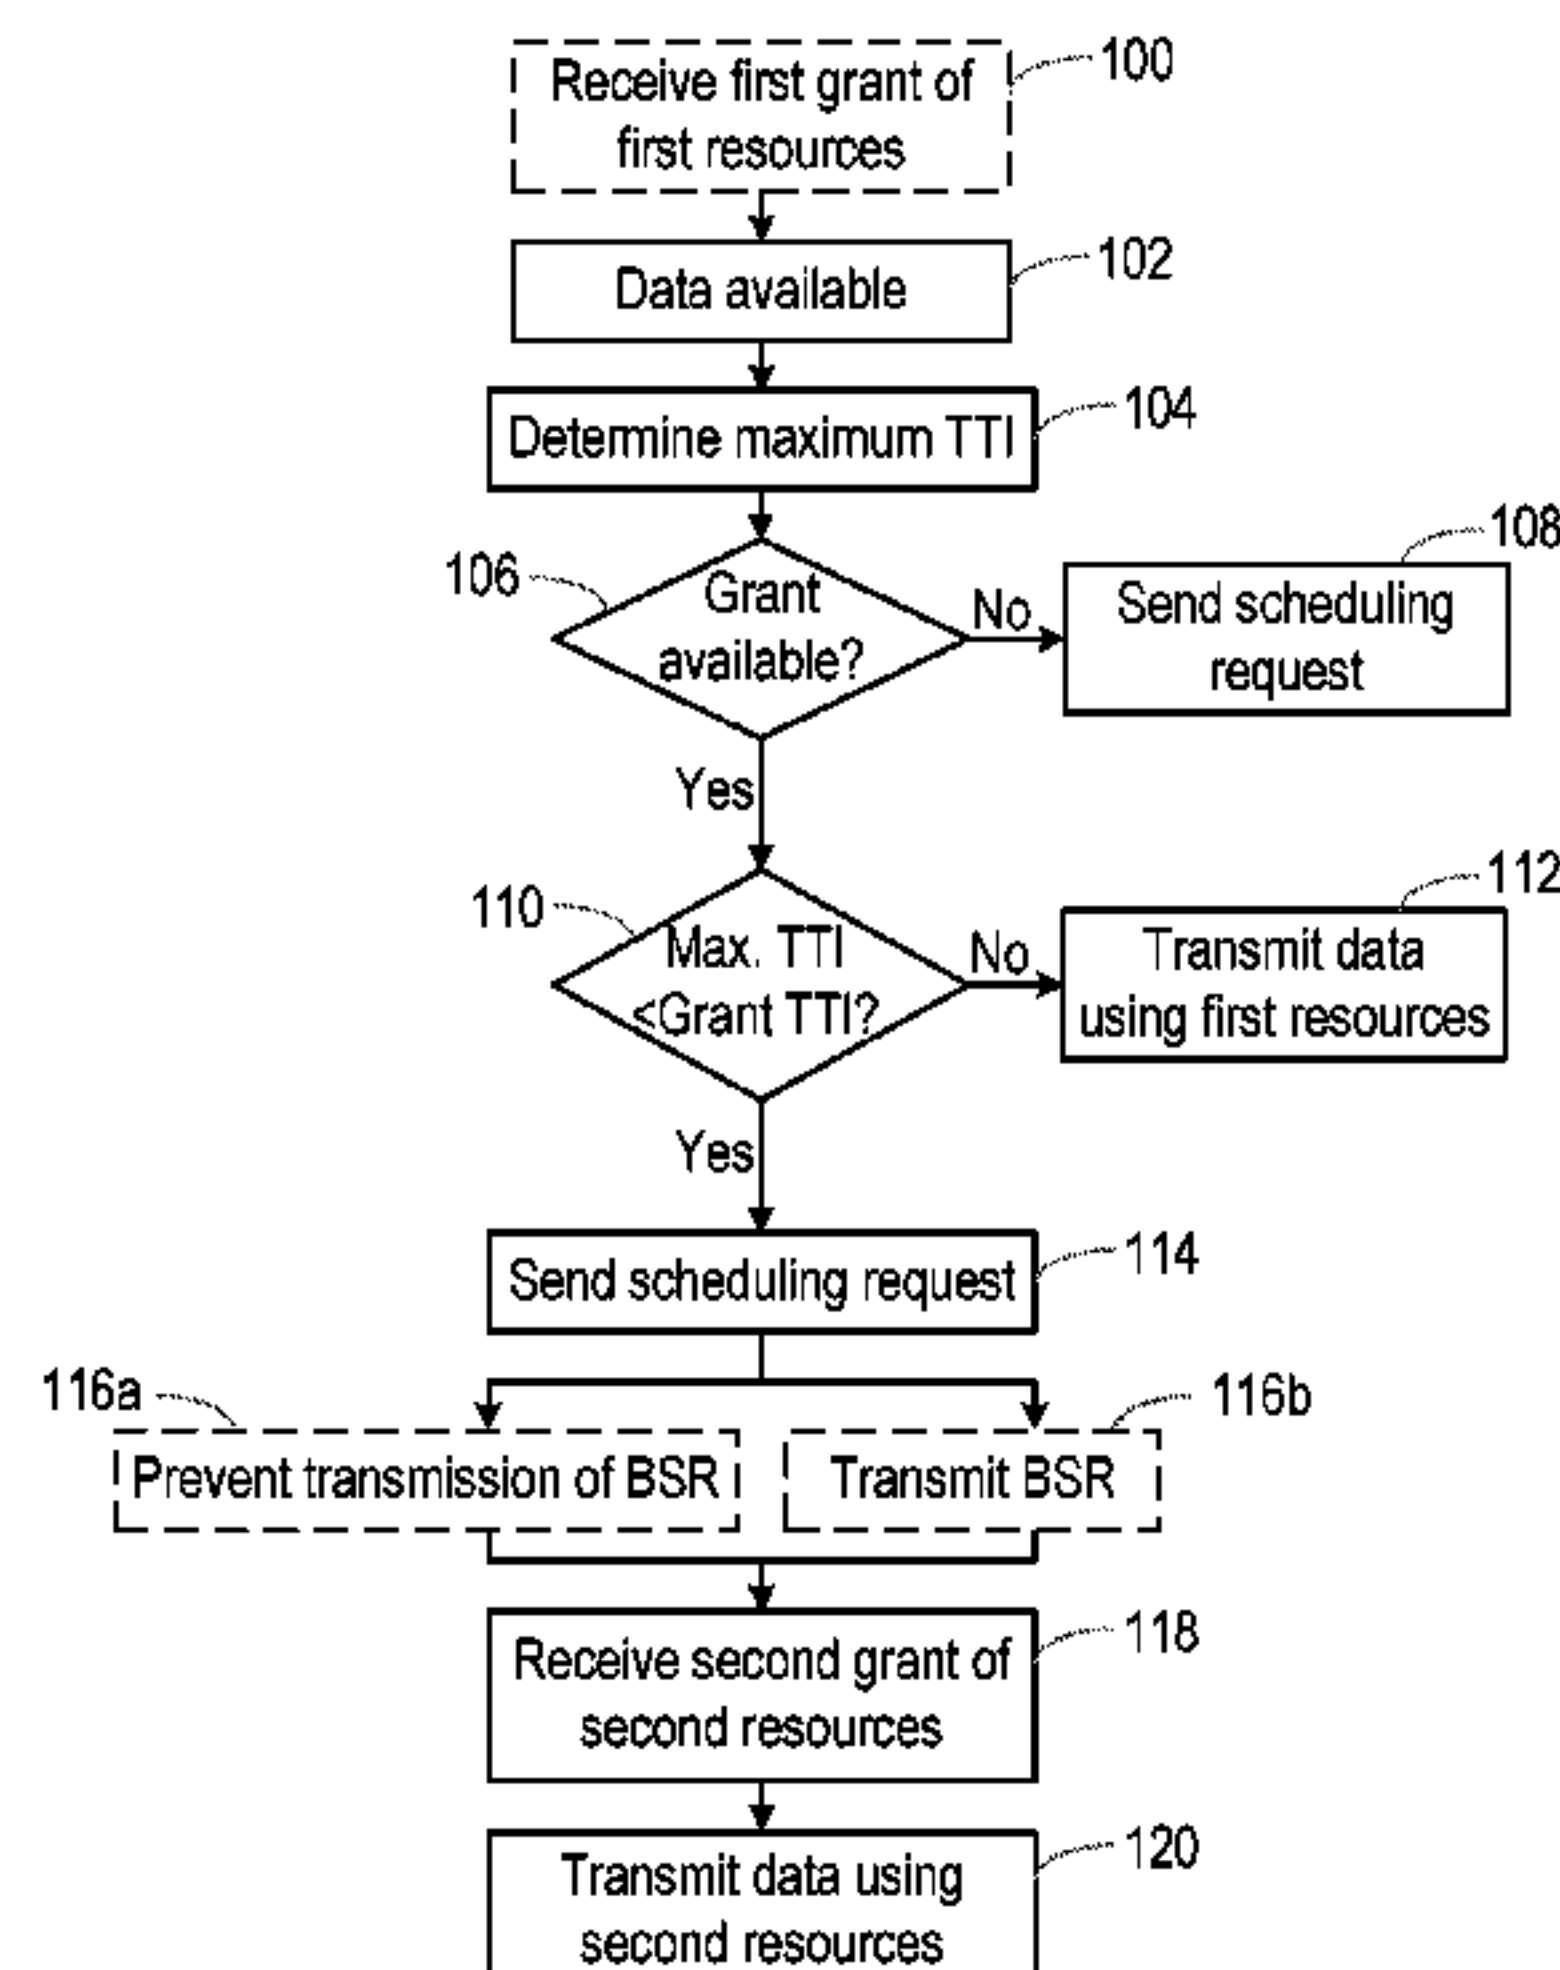 Receive first grant of
first resources
100
Data available
102
Determine maximum TTI
104
106
Grant
available?
No
Send scheduling
request
108
Yes
110
Max. TTI
<Grant TTI?
No
Transmit data
using first resources
112
Yes
Send scheduling request
114
116a
Prevent transmission of BSR
Transmit BSR
116b
Receive second grant of
second resources
118
Transmit data using
second resources
120